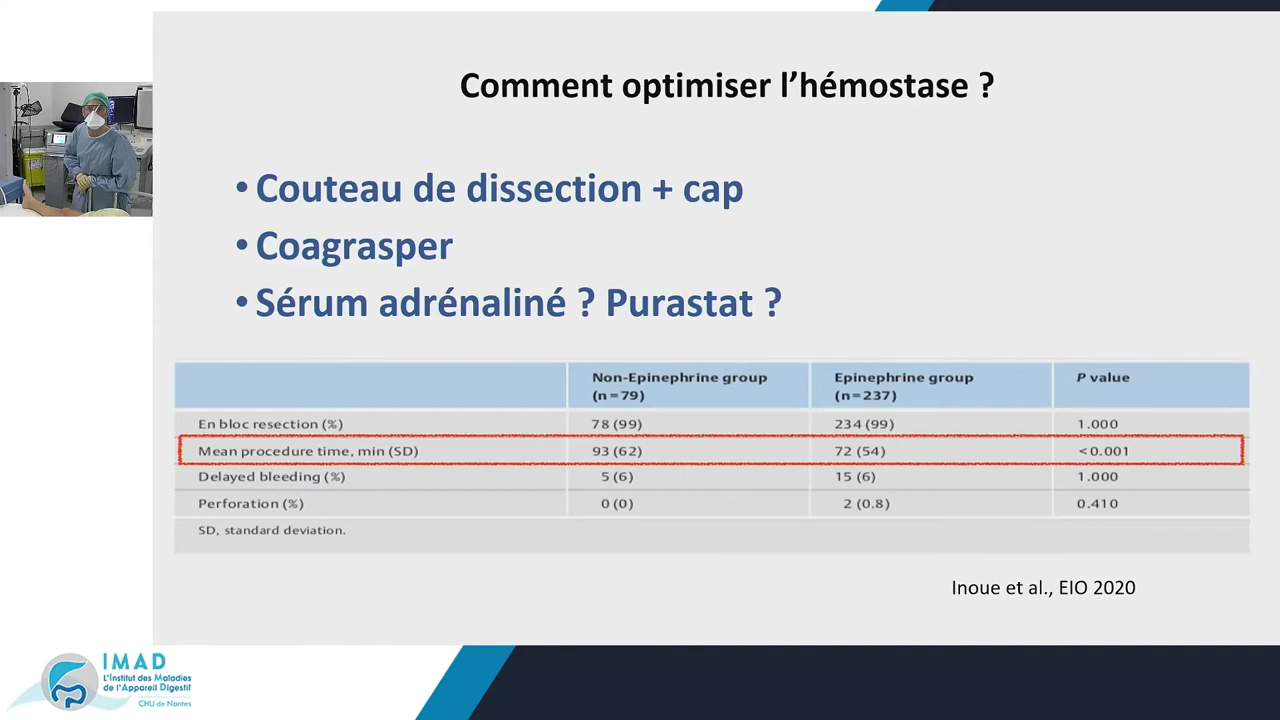 Comment optimiser l’hémostase ?
• Couteau de dissection + cap
• Coagrasper
• Sérum adrénaliné ? Purastat ?
Non-Epinephrine group (n=79) Epinephrine group (n=237) P value
En bloc resection (%) 78 (99) 234 (99) 1.000
Mean procedure time, min (SD) 93 (62) 72 (54) <0.001
Delayed bleeding (%) 5 (6) 15 (6) 1.000
Perforation (%) 0 (0) 2 (0.8) 0.410
SD, standard deviation.
Inoue et al., EIO 2020
IMAD
L'Institut des Maladies
de l'Appareil Digestif
CHU de Nantes